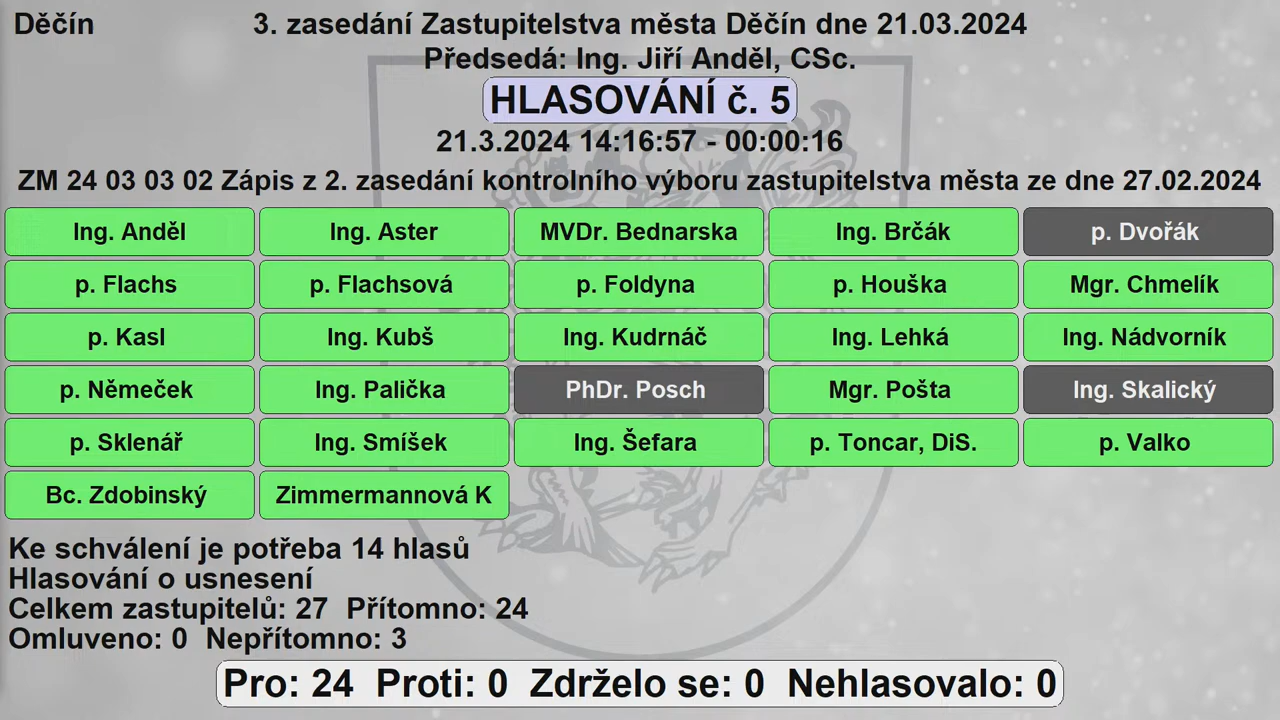 Děčín 3. zasedání Zastupitelstva města Děčín dne 21.03.2024
Předsedá: Ing. Jiří Anděl, CSc.
HLASOVÁNÍ č. 5
21.3.2024 14:16:57 - 00:00:16
ZM 24 03 03 02 Zápis z 2. zasedání kontrolního výboru zastupitelstva města ze dne 27.02.2024
Ing. Anděl Ing. Aster MVDr. Bednarska Ing. Brčák p. Dvořák
p. Flachs p. Flachsová p. Foldyna p. Houška Mgr. Chmelík
p. Kasl Ing. Kubš Ing. Kudrnáč Ing. Lehká Ing. Nádvorník
p. Němeček Ing. Palička PhDr. Posch Mgr. Pošta Ing. Skalický
p. Sklenář Ing. Smíšek Ing. Šefara p. Toncar, DiS. p. Valko
Bc. Zdobinský Zimmermannová K
Ke schválení je potřeba 14 hlasů
Hlasování o usnesení
Celkem zastupitelů: 27 Přítomno: 24
Omluveno: 0 Nepřítomno: 3
Pro: 24 Proti: 0 Zdrželo se: 0 Nehlasovalo: 0